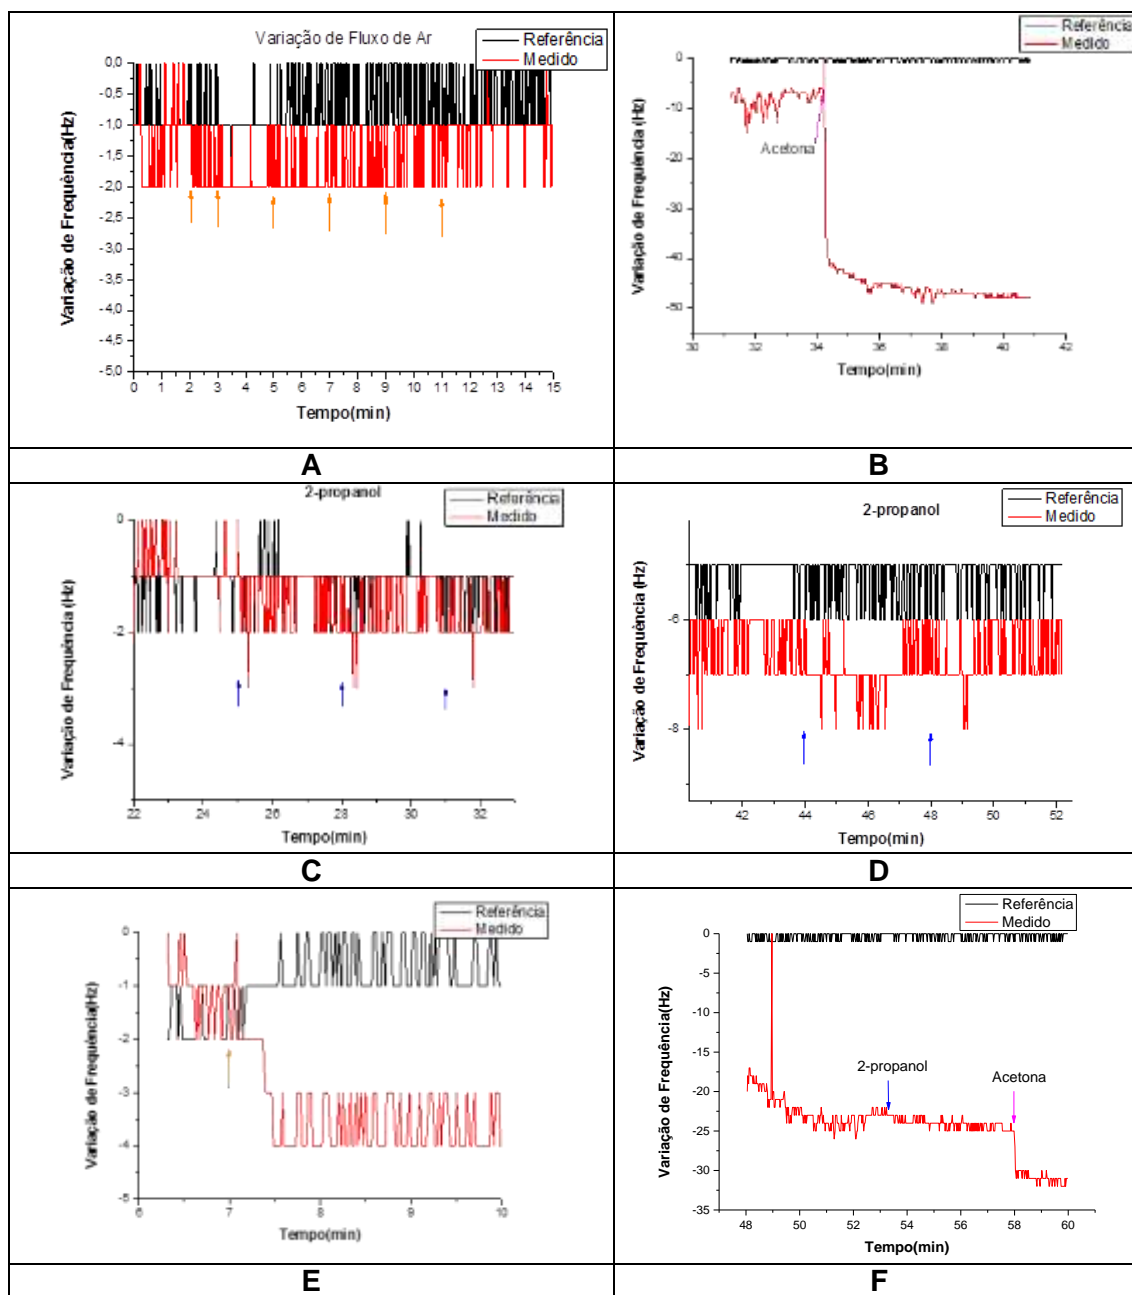 Variação de Fluxo de Ar
Referência
Medido
Variação de Frequência(Hz)
0,0
-0,5
-1,0
-1,5
-2,0
-2,5
-3,0
-3,5
-4,0
-4,5
-5,0
0 1 2 3 4 5 6 7 8 9 10 11 12 13 14 15
Tempo(min)
A
Referência
Medido
Variação de Frequência (Hz)
0
-10
-20
-30
-40
-50
Acetona
30 32 34 36 38 40 42
Tempo(min)
B
2-propanol
Referência
Medido
Variação de Frequência (Hz)
0
-2
-4
22 24 26 28 30 32
Tempo(min)
C
2-propanol
Referência
Medido
Variação de Frequência (Hz)
-6
-8
42 44 46 48 50 52
Tempo(min)
D
Referência
Medido
Variação de Frequência(Hz)
0
-1
-2
-3
-4
-5
6 7 8 9 10
Tempo(min)
E
Referência
Medido
Variação de Frequência(Hz)
0
-5
-10
-15
-20
-25
-30
-35
2-propanol
Acetona
48 50 52 54 56 58 60
Tempo(min)
F